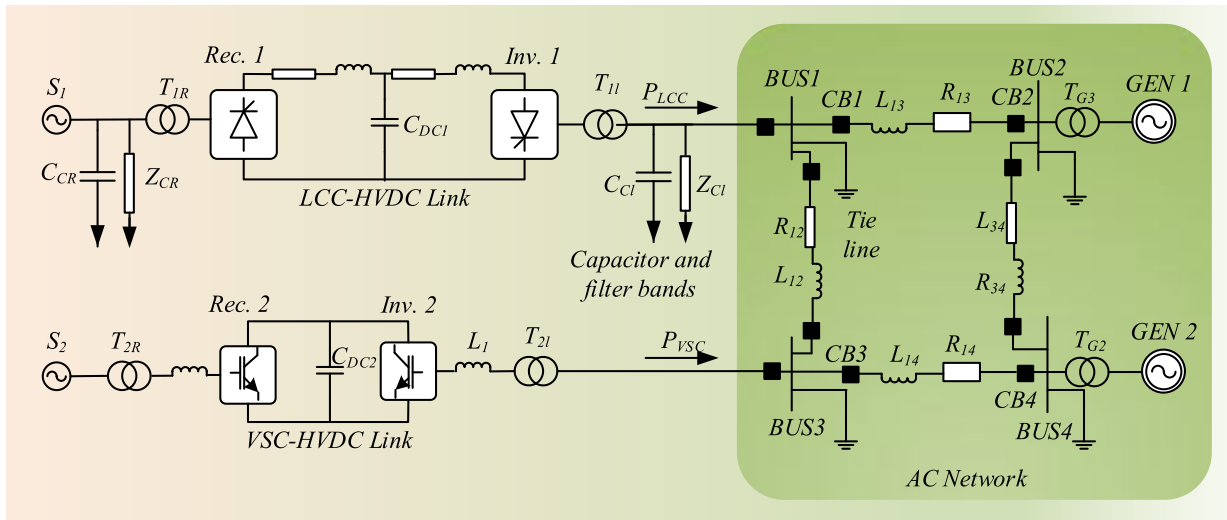 S1
T1R
Rec. 1
CDC1
Inv. 1
T1I
PLCC
CCR
ZCR
LCC-HVDC Link
CCI
ZCI
Capacitor and
filter bands
BUS1
CB1
L13
R13
CB2
BUS2
TG3
GEN 1
R12
Tie
line
L12
L34
R34
S2
T2R
Rec. 2
CDC2
Inv. 2
L1
T2I
PVSC
VSC-HVDC Link
BUS3
CB3
L14
R14
CB4
BUS4
TG2
GEN 2
AC Network